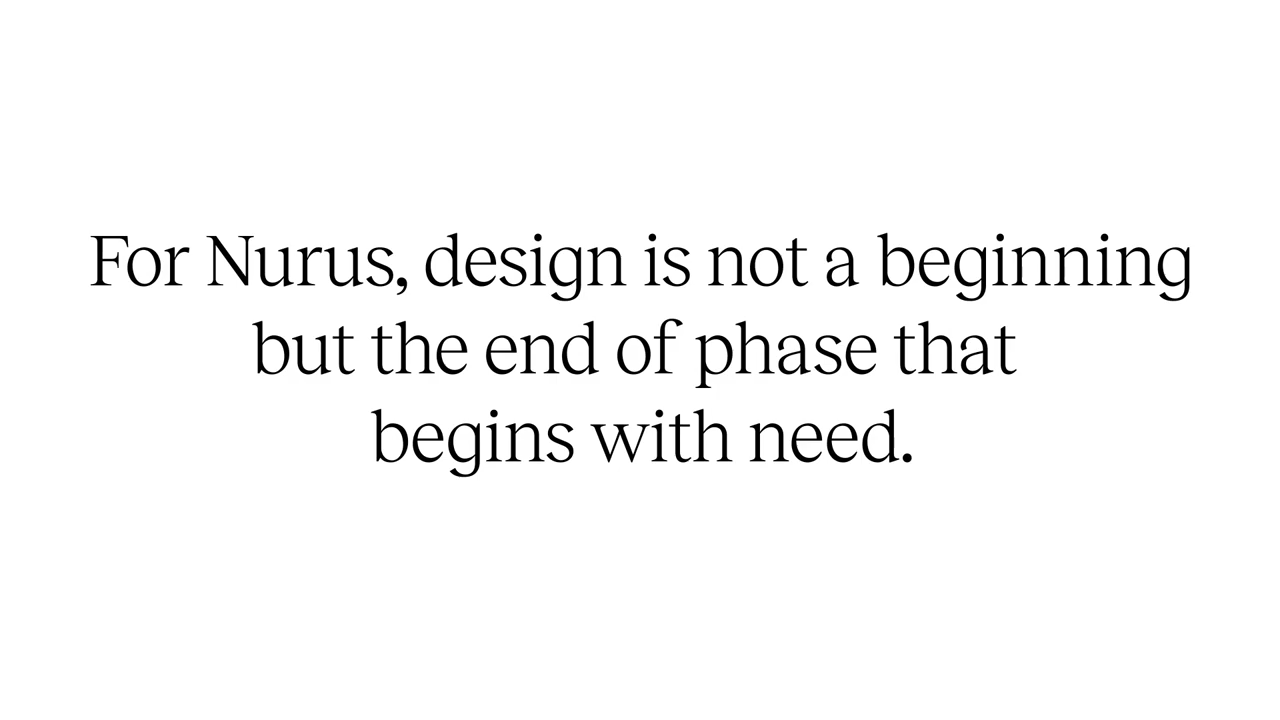 For Nurus, design is not a beginning
but the end of phase that
begins with need.